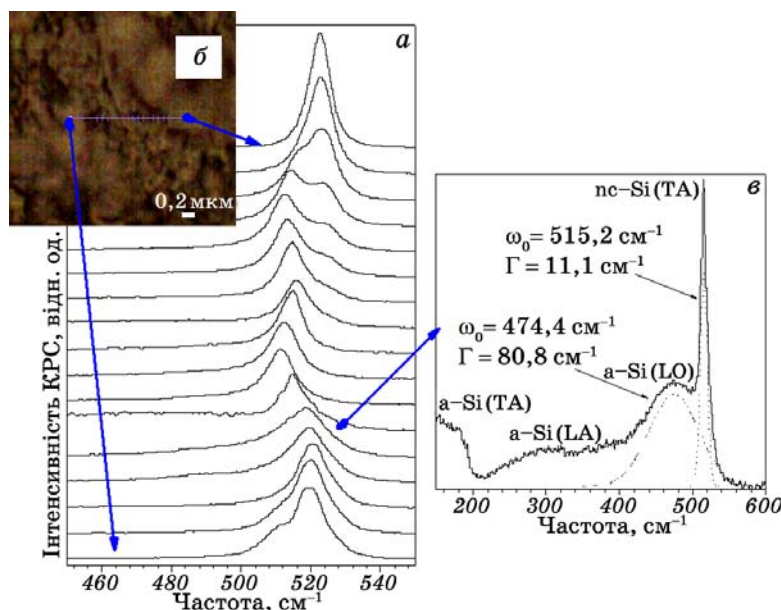 б
а
0,2 мкм
Інтенсивність КРС, відн. од.
460 480 500 520 540
Частота, см⁻¹
в
nc–Si(TA)
ω₀= 515,2 см⁻¹
Γ = 11,1 см⁻¹
ω₀= 474,4 см⁻¹
Γ = 80,8 см⁻¹
a–Si(LO)
a–Si(TA)
a–Si(LA)
200 300 400 500 600
Частота, см⁻¹